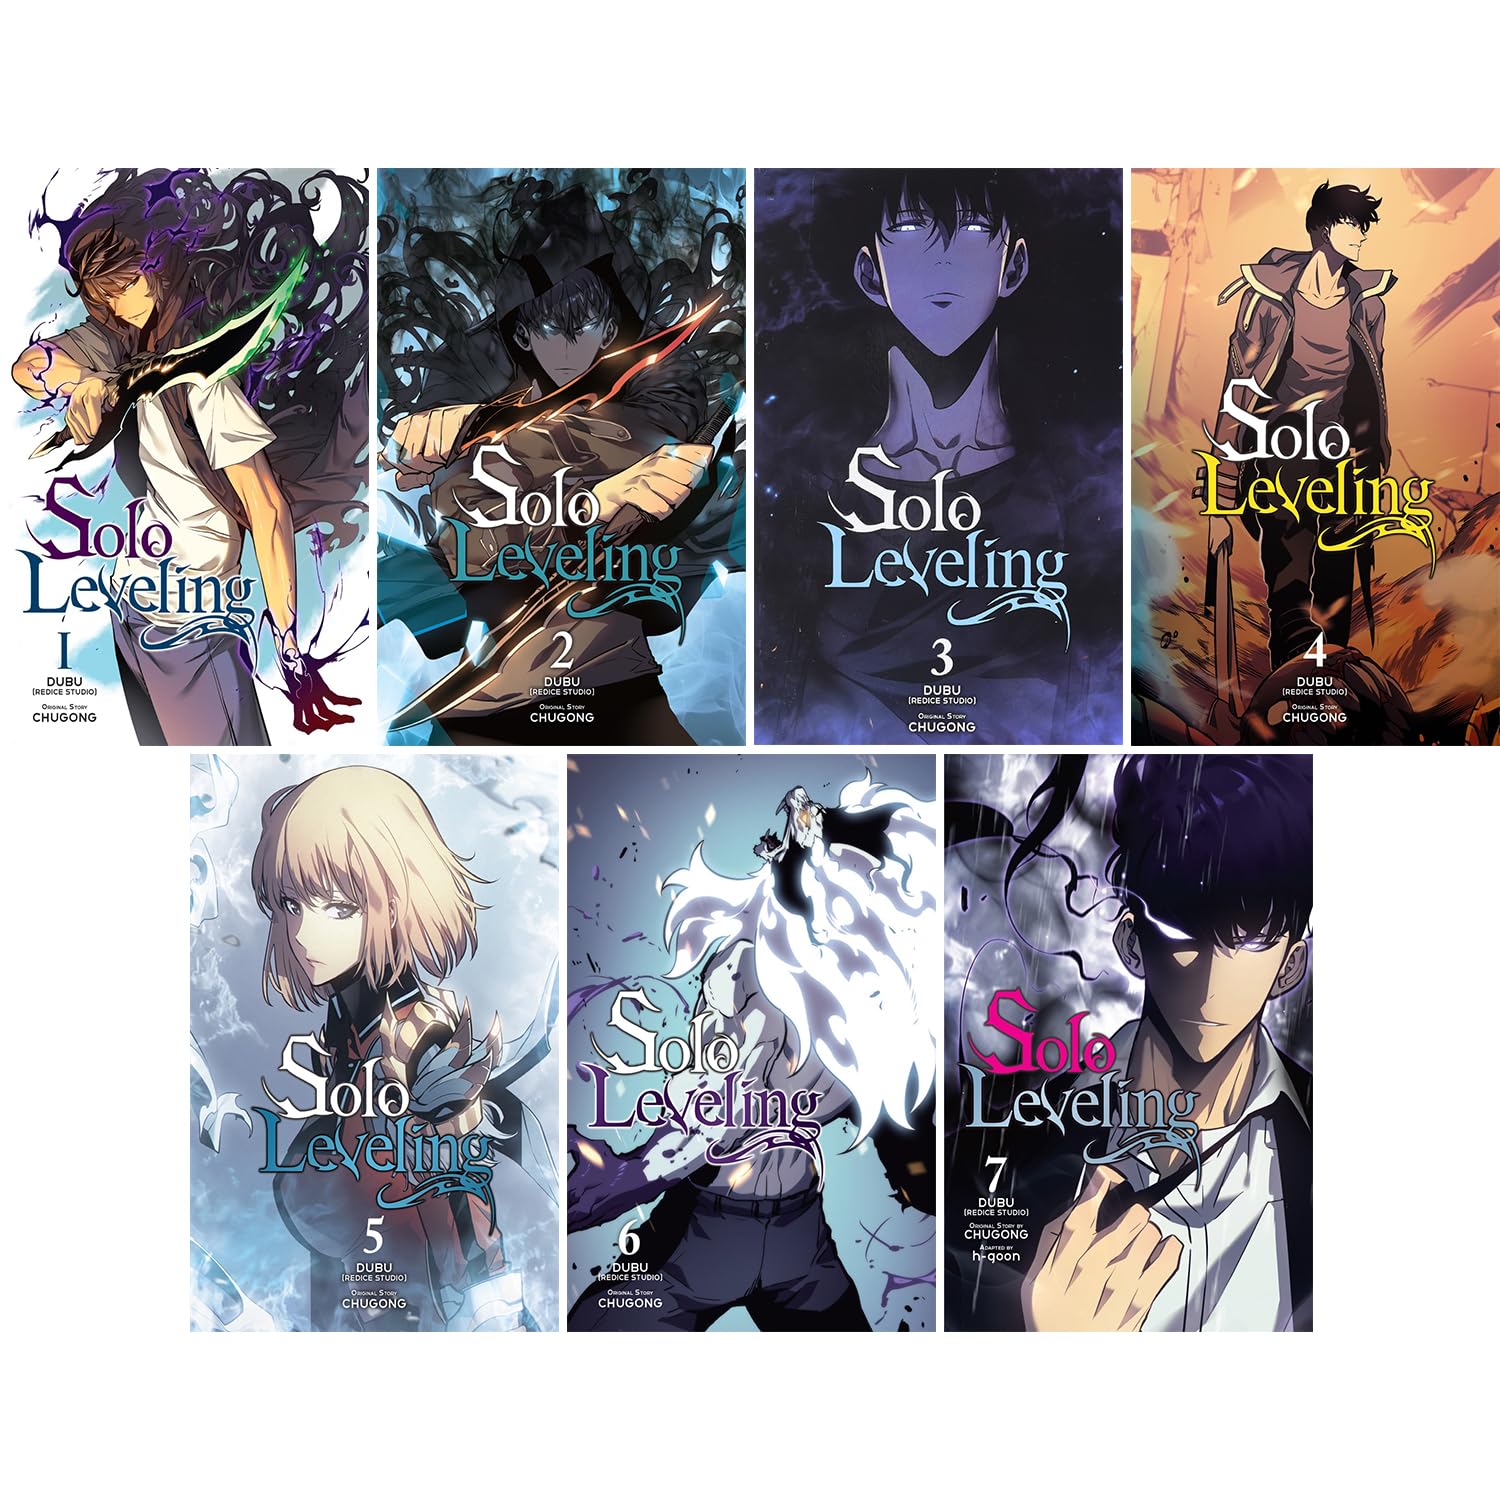 Solo
Leveling
1
DUBU
(REDICE STUDIO)
ORIGINAL STORY
CHUGONG
Solo
Leveling
2
DUBU
(REDICE STUDIO)
ORIGINAL STORY
CHUGONG
Solo
Leveling
3
DUBU
(REDICE STUDIO)
ORIGINAL STORY
CHUGONG
Solo
Leveling
4
DUBU
(REDICE STUDIO)
ORIGINAL STORY
CHUGONG
Solo
Leveling
5
DUBU
(REDICE STUDIO)
ORIGINAL STORY
CHUGONG
Solo
Leveling
6
DUBU
(REDICE STUDIO)
ORIGINAL STORY
CHUGONG
Solo
Leveling
7
DUBU
(REDICE STUDIO)
ORIGINAL STORY BY
CHUGONG
ADAPTED BY
h-goon